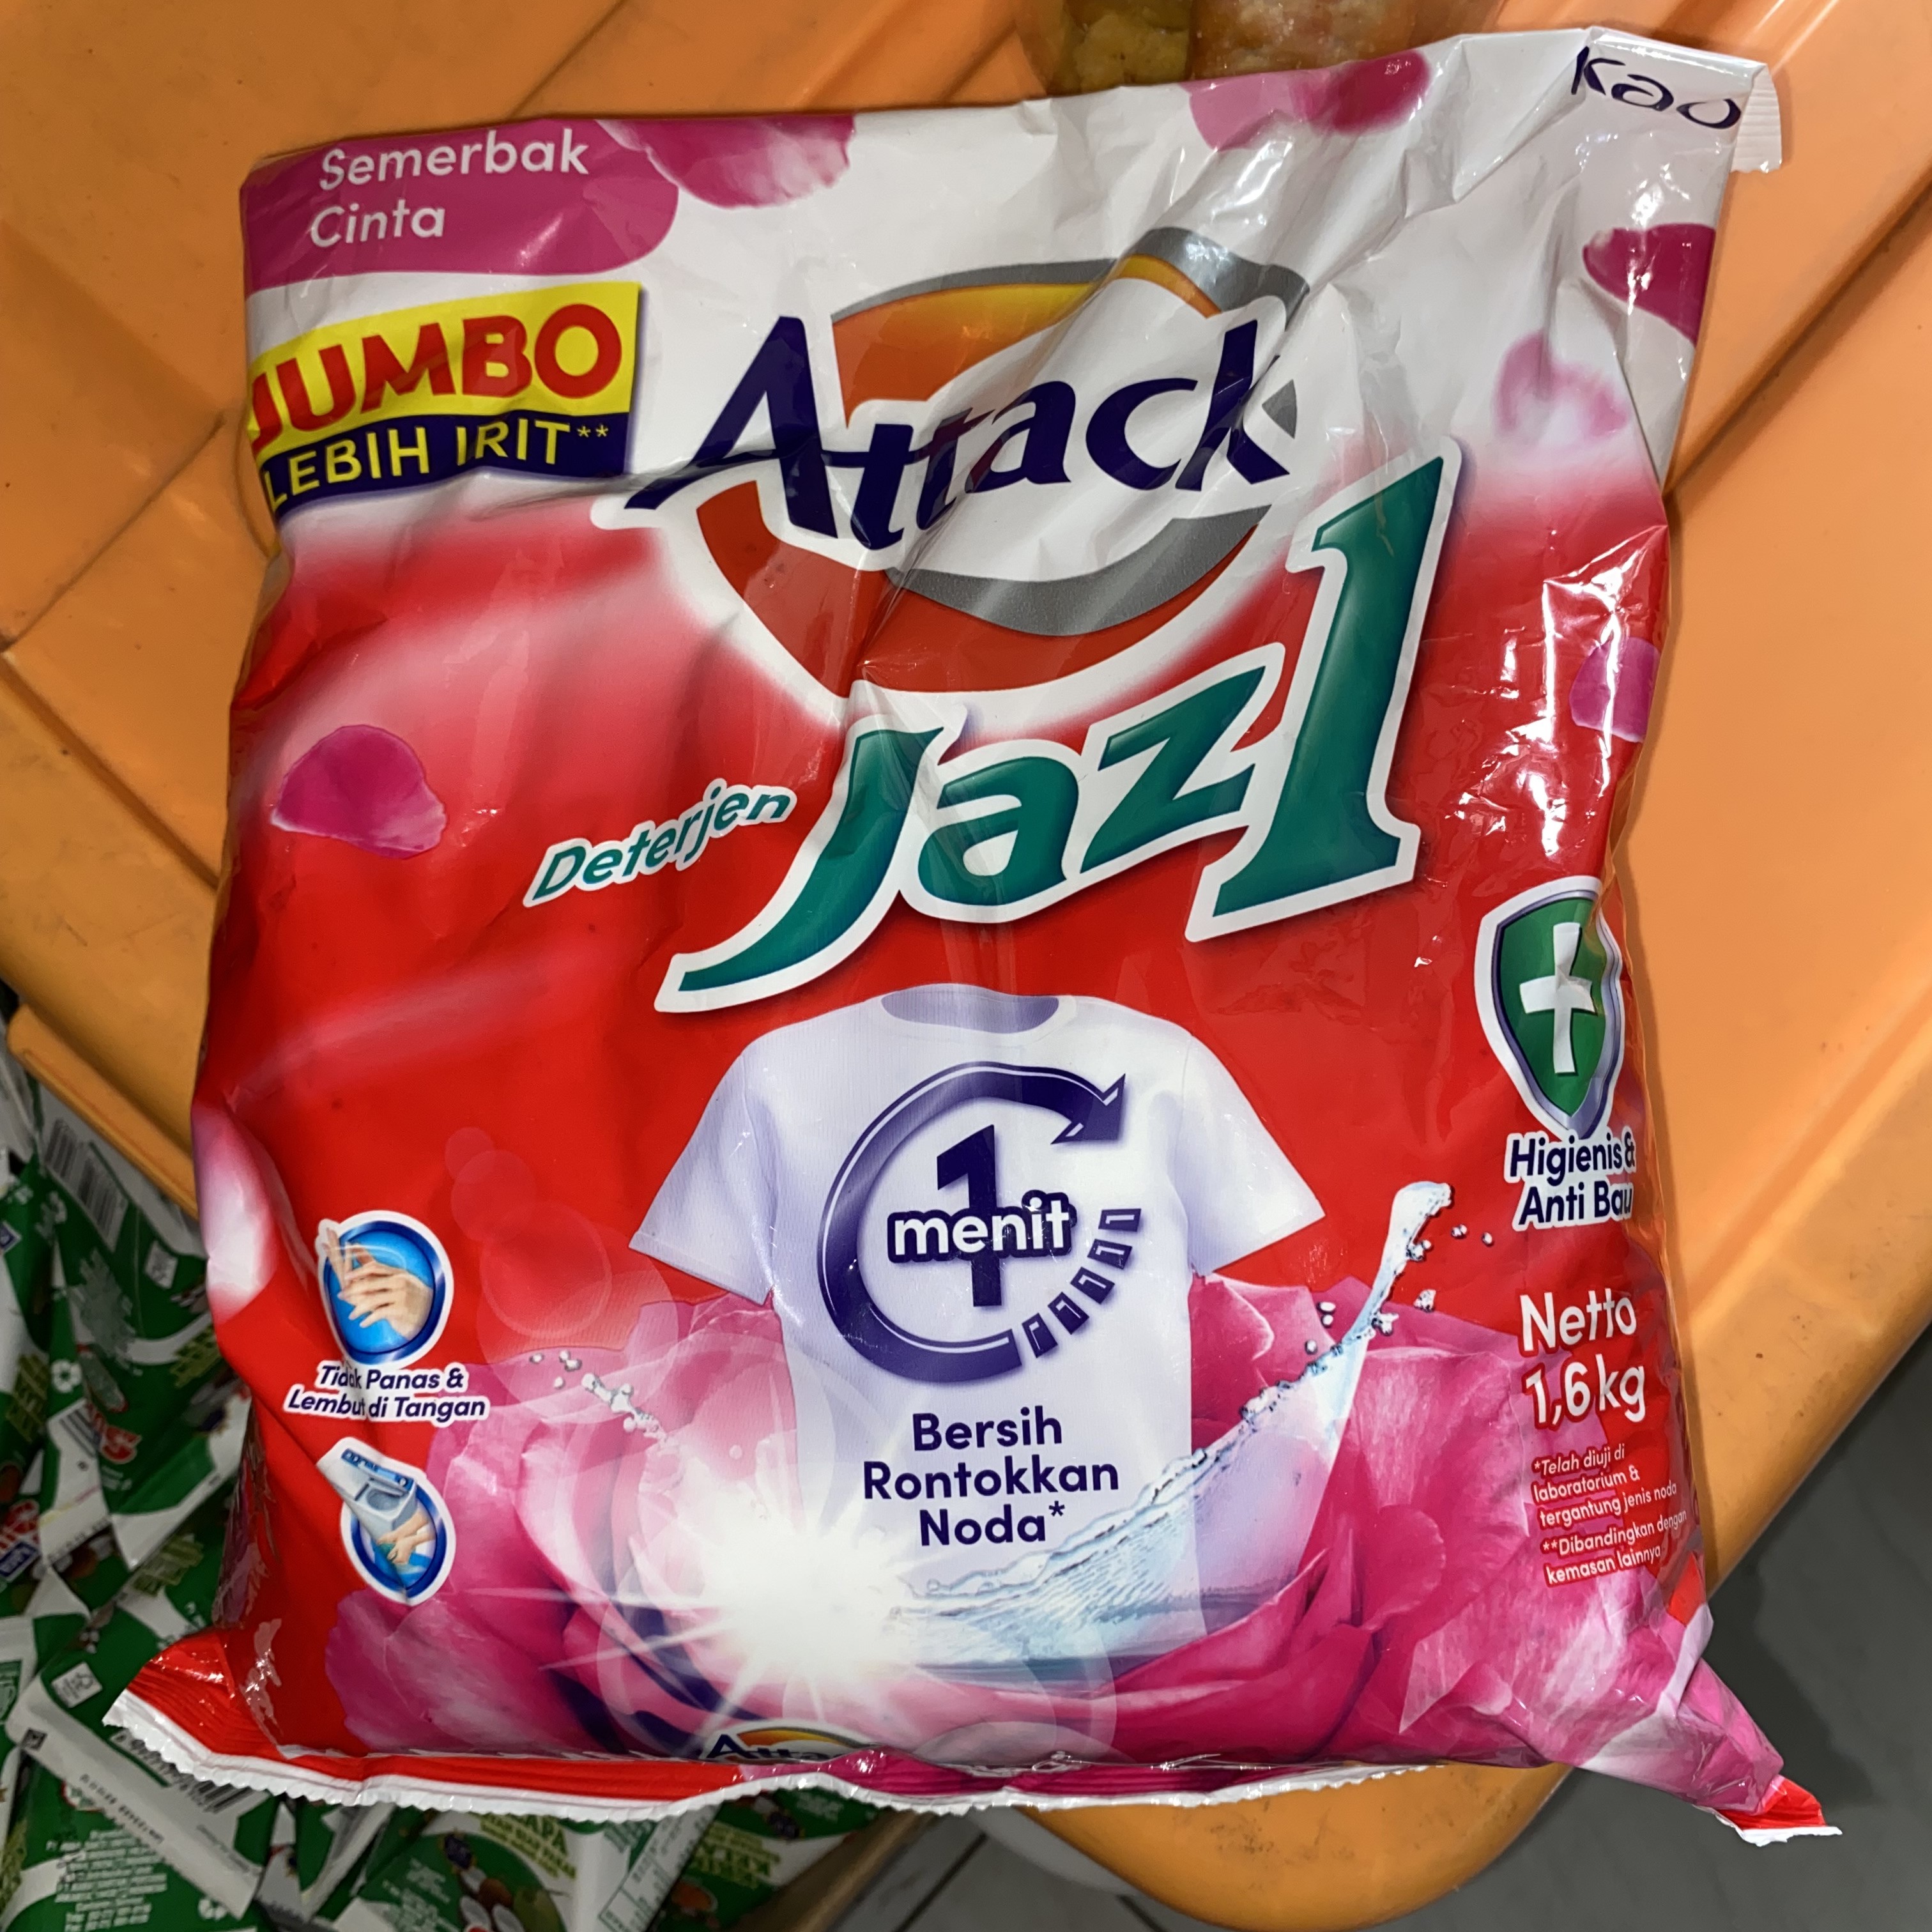 Kao
Semerbak
Cinta
JUMBO
LEBIH IRIT**
Attack
Jaz1
Deterjen
1
menit
Bersih
Rontokkan
Noda*
Higienis &
Anti Bau
Tidak Panas &
Lembut di Tangan
Netto
1,6 kg
*Telah diuji di
laboratorium &
tergantung jenis noda
**Dibandingkan dengan
kemasan lainnya
Attack